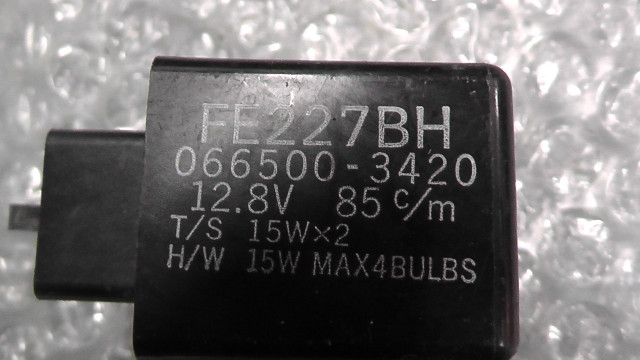 FE227BH
066500-3420
12.8V 85 c/m
T/S 15W×2
H/W 15W MAX4BULBS